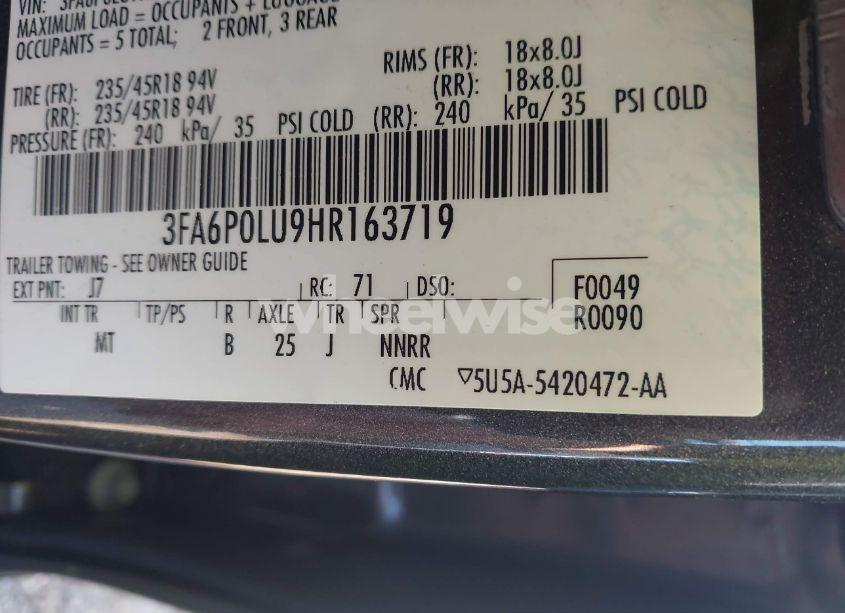 VIN:
MAXIMUM LOAD = OCCUPANTS + LUGGAGE
OCCUPANTS = 5 TOTAL; 2 FRONT, 3 REAR
TIRE (FR): 235/45R18 94V RIMS (FR): 18x8.0J
(RR): 235/45R18 94V (RR): 18x8.0J
PRESSURE (FR): 240 kPa/ 35 PSI COLD (RR): 240 kPa/ 35 PSI COLD
3FA6P0LU9HR163719
TRAILER TOWING - SEE OWNER GUIDE
EXT PNT: J7 RC: 71 DSO: F0049
INT TR TP/PS R AXLE TR SPR R0090
MT B 25 J NNRR
CMC ▽5U5A-5420472-AA
wheelwise